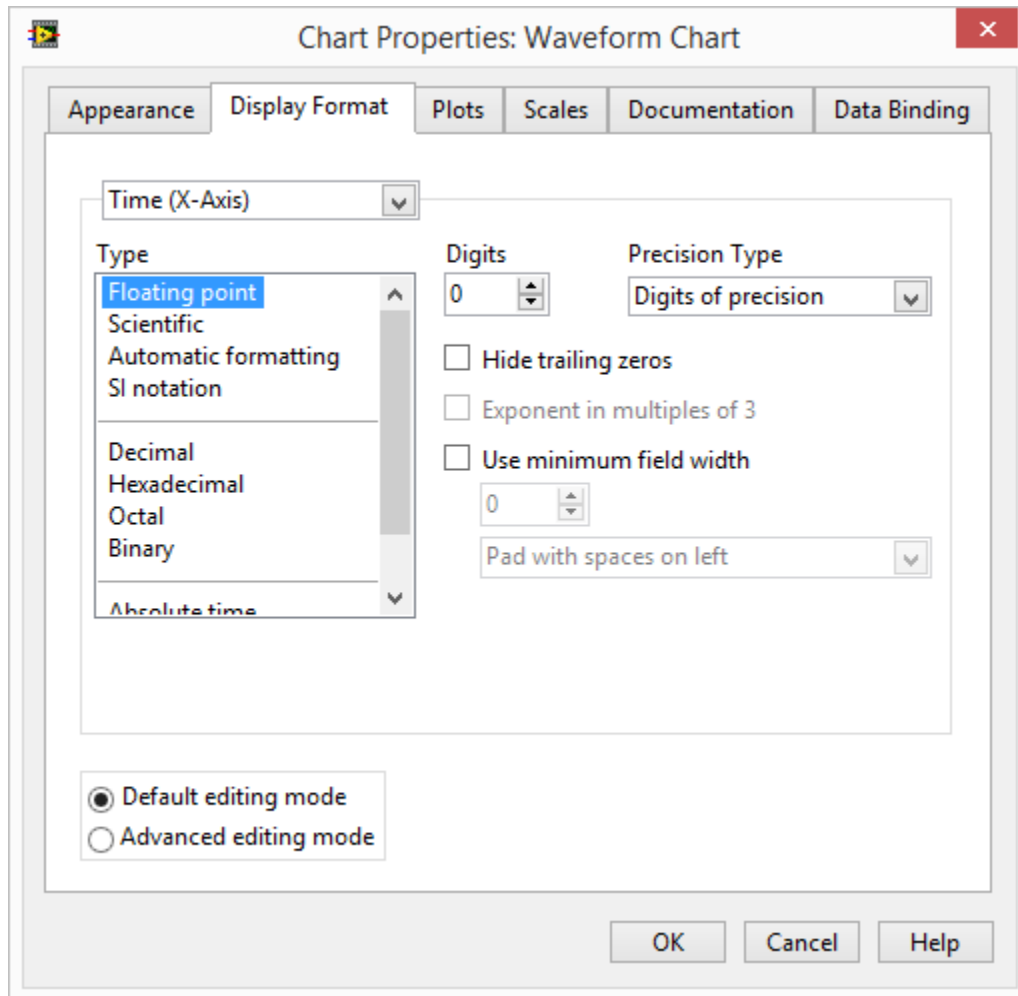 Chart Properties: Waveform Chart
Appearance Display Format Plots Scales Documentation Data Binding
Time (X-Axis)
Type Digits Precision Type
Floating point 0 Digits of precision
Scientific
Automatic formatting Hide trailing zeros
SI notation
Exponent in multiples of 3
Decimal Use minimum field width
Hexadecimal
Octal 0
Binary Pad with spaces on left
Absolute time
Default editing mode
Advanced editing mode
OK Cancel Help